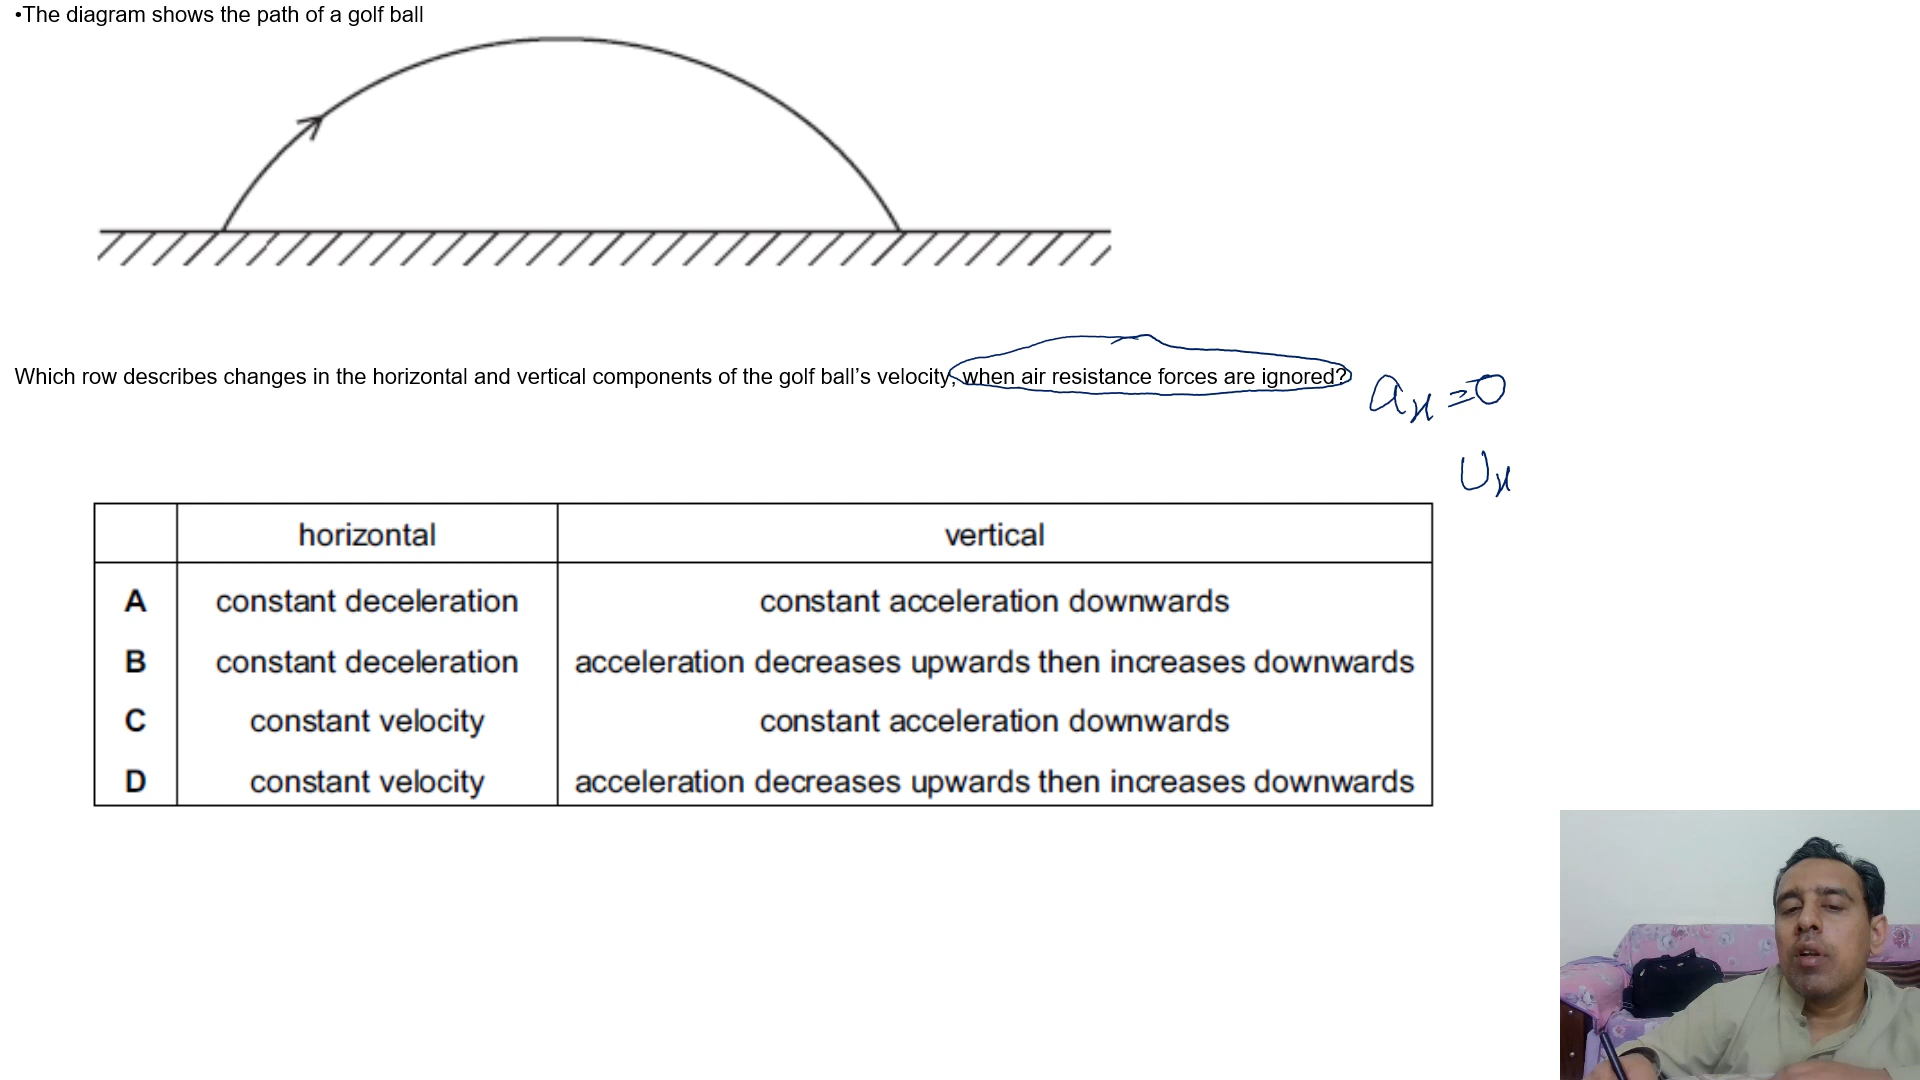 •The diagram shows the path of a golf ball
Which row describes changes in the horizontal and vertical components of the golf ball’s velocity, when air resistance forces are ignored?
ax=0
Ux
horizontal vertical
A constant deceleration constant acceleration downwards
B constant deceleration acceleration decreases upwards then increases downwards
C constant velocity constant acceleration downwards
D constant velocity acceleration decreases upwards then increases downwards